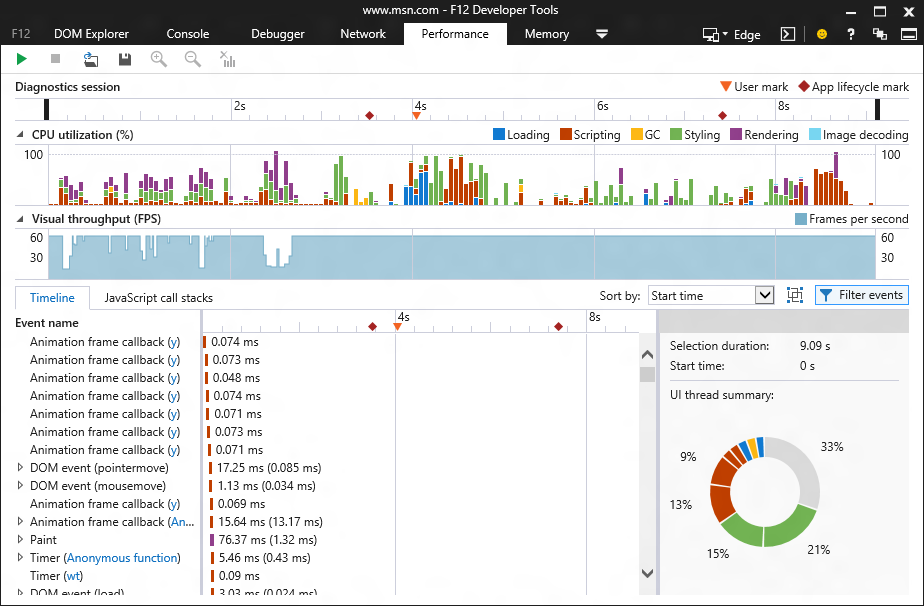 www.msn.com - F12 Developer Tools
F12 DOM Explorer Console Debugger Network Performance Memory Edge ?
Diagnostics session User mark App lifecycle mark
2s 4s 6s 8s
CPU utilization (%) Loading Scripting GC Styling Rendering Image decoding
100 100
Visual throughput (FPS) Frames per second
60 60
30 30
Timeline JavaScript call stacks Sort by: Start time Filter events
Event name 4s 8s
Animation frame callback (y) 0.074 ms
Animation frame callback (y) 0.073 ms
Animation frame callback (y) 0.048 ms
Animation frame callback (y) 0.074 ms
Animation frame callback (y) 0.071 ms
Animation frame callback (y) 0.073 ms
Animation frame callback (y) 0.071 ms
DOM event (pointermove) 17.25 ms (0.085 ms)
DOM event (mousemove) 1.13 ms (0.034 ms)
Animation frame callback (y) 0.069 ms
Animation frame callback (An... 15.64 ms (13.17 ms)
Paint 76.37 ms (1.32 ms)
Timer (Anonymous function) 5.46 ms (0.43 ms)
Timer (wt) 0.09 ms
DOM event (load) 3.03 ms (0.024 ms)
Selection duration: 9.09 s
Start time: 0 s
UI thread summary:
33%
9%
13%
15%
21%